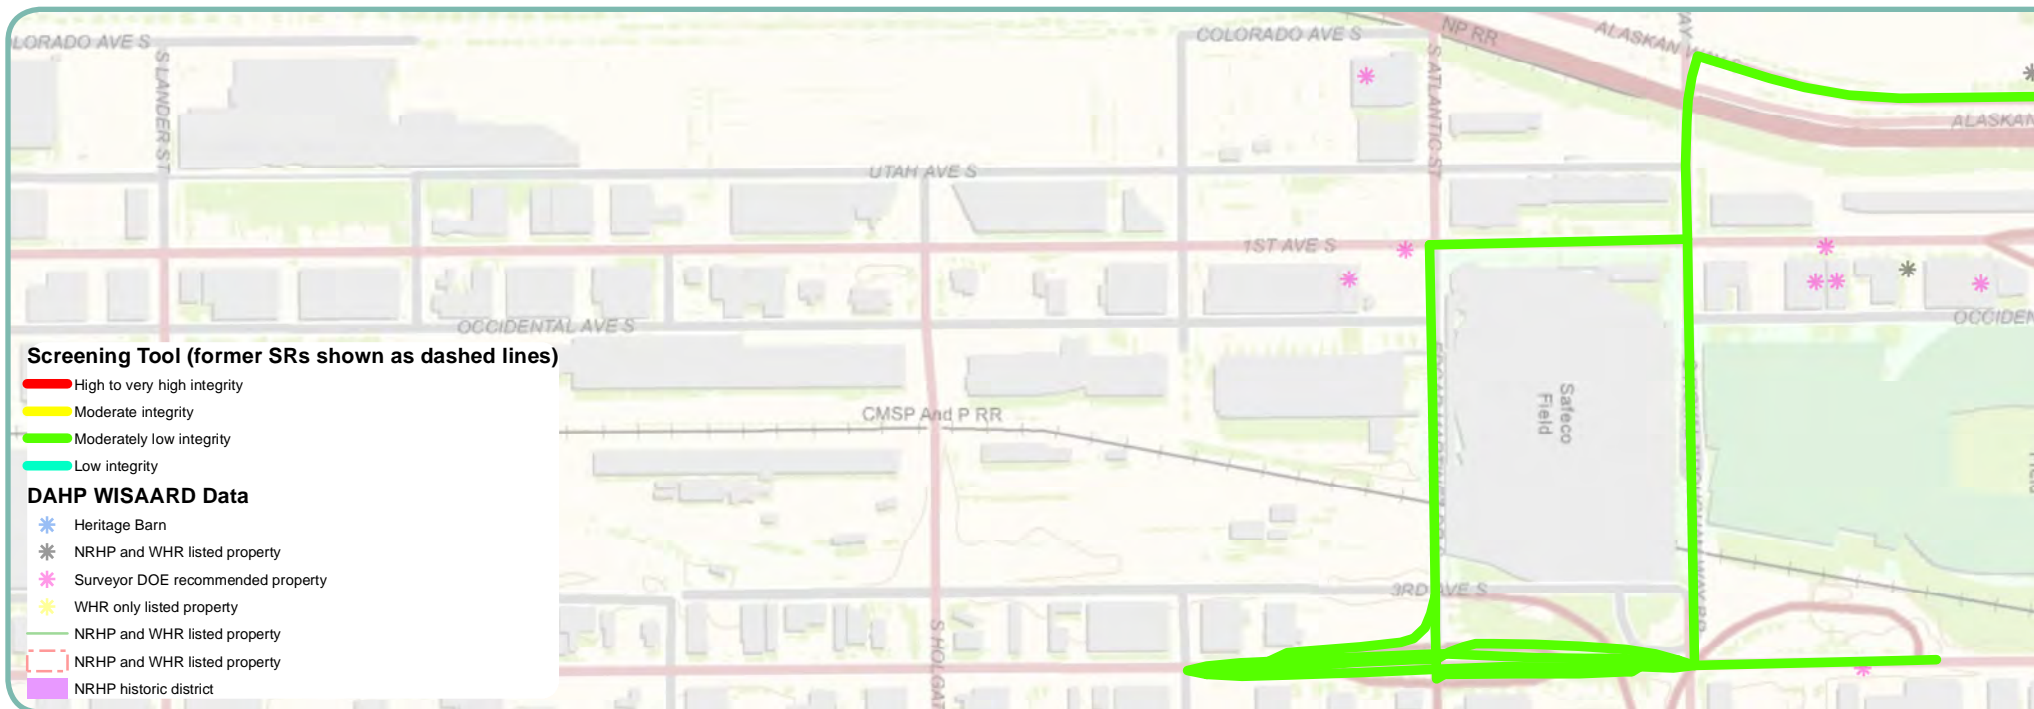 LORADO AVE S
S LANDER ST
COLORADO AVE S
NP RR
ALASKAN
S ATLANTIC ST
ALASKAN
UTAH AVE S
1ST AVE S
OCCIDENTAL AVE S
OCCIDEN
Safeco
Field
CMSP And P RR
3RD AVE S
S HOLGAT
Screening Tool (former SRs shown as dashed lines)
High to very high integrity
Moderate integrity
Moderately low integrity
Low integrity
DAHP WISAARD Data
Heritage Barn
NRHP and WHR listed property
Surveyor DOE recommended property
WHR only listed property
NRHP and WHR listed property
NRHP and WHR listed property
NRHP historic district